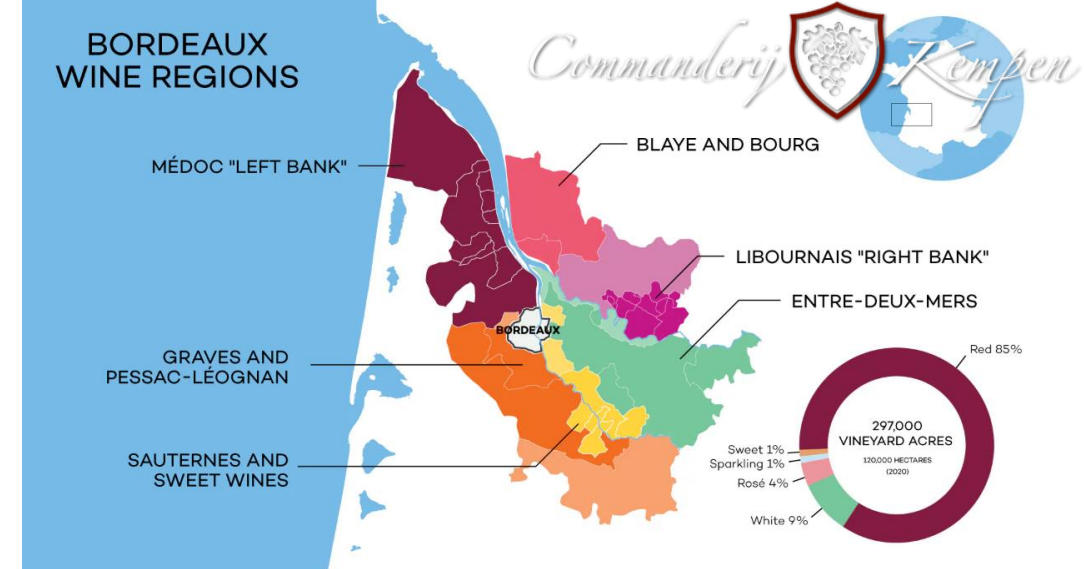 BORDEAUX
WINE REGIONS
Commanderij Kempen
BLAYE AND BOURG
MÉDOC "LEFT BANK"
LIBOURNAIS "RIGHT BANK"
ENTRE-DEUX-MERS
BORDEAUX
GRAVES AND
PESSAC-LÉOGNAN
SAUTERNES AND
SWEET WINES
Red 85%
297,000
VINEYARD ACRES
120,000 HECTARES
(2020)
Sweet 1%
Sparkling 1%
Rosé 4%
White 9%